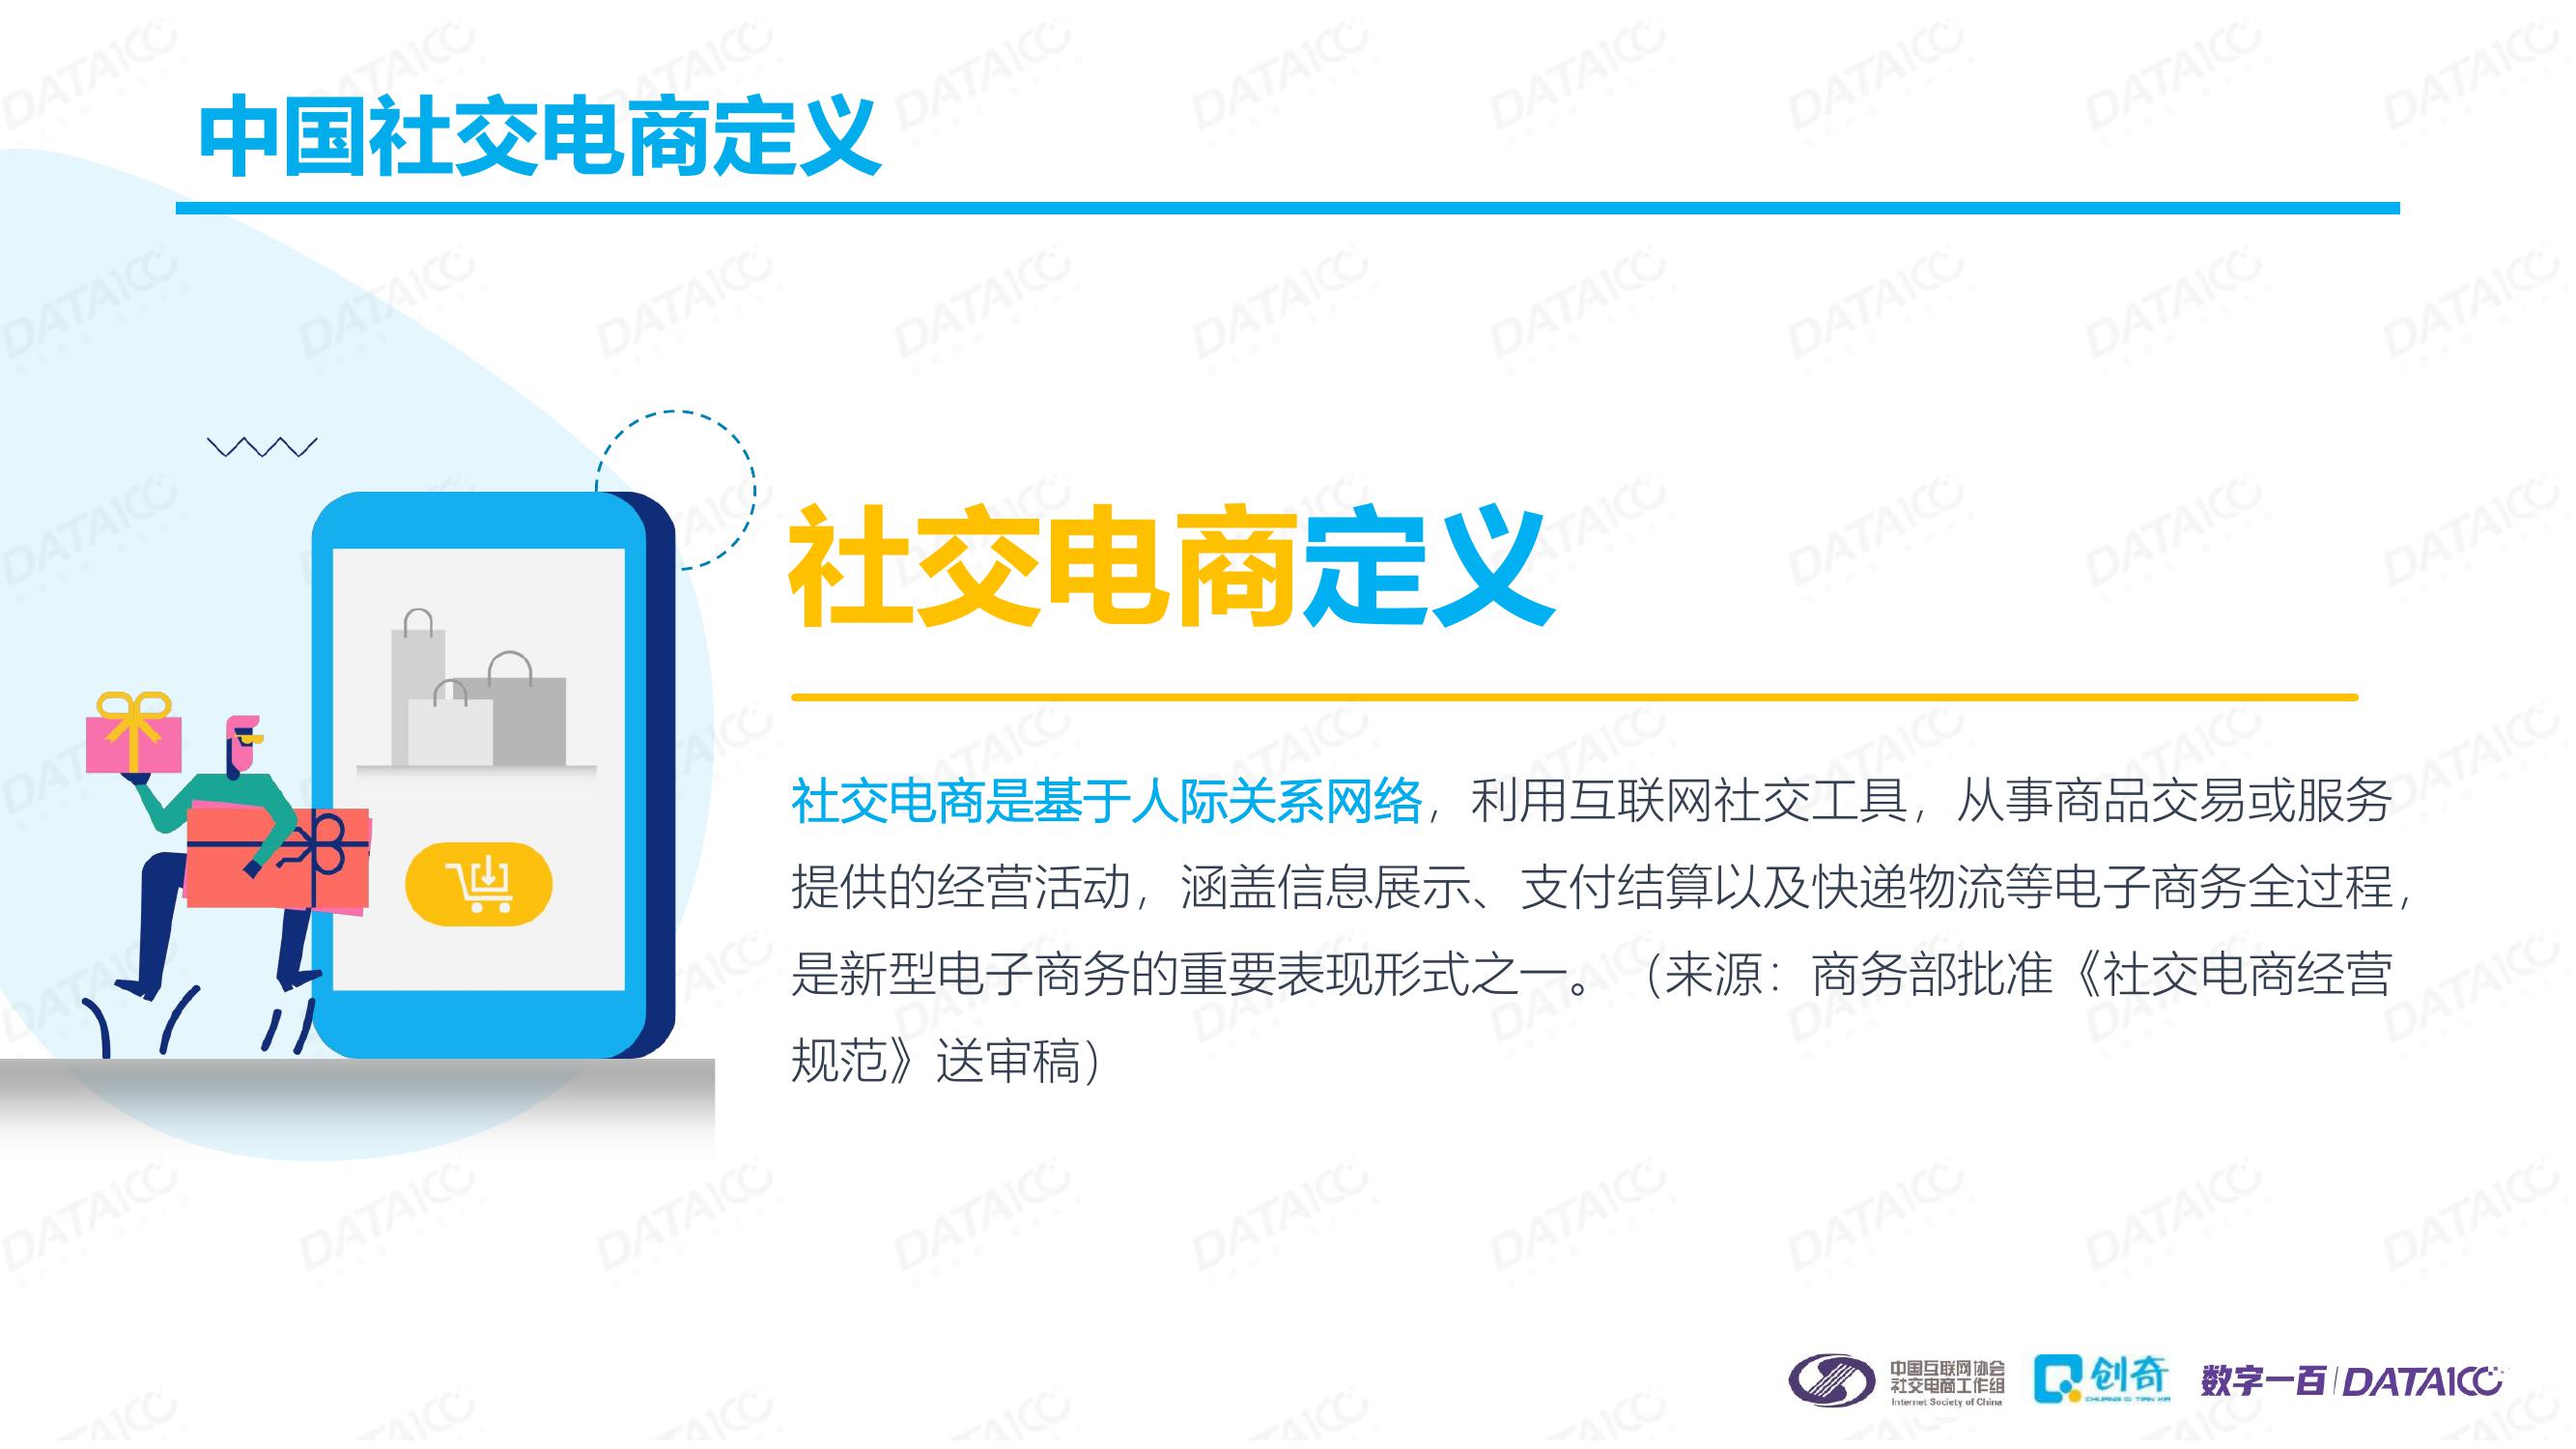 中国社交电商定义
社交电商定义
社交电商是基于人际关系网络，利用互联网社交工具，从事商品交易或服务
提供的经营活动，涵盖信息展示、支付结算以及快递物流等电子商务全过程，
是新型电子商务的重要表现形式之一。（来源：商务部批准《社交电商经营
规范》送审稿）
中国互联网协会
社交电商工作组
Internet Society of China
创奇
CHUANG QI TIAN XIA
数字一百 DATA100